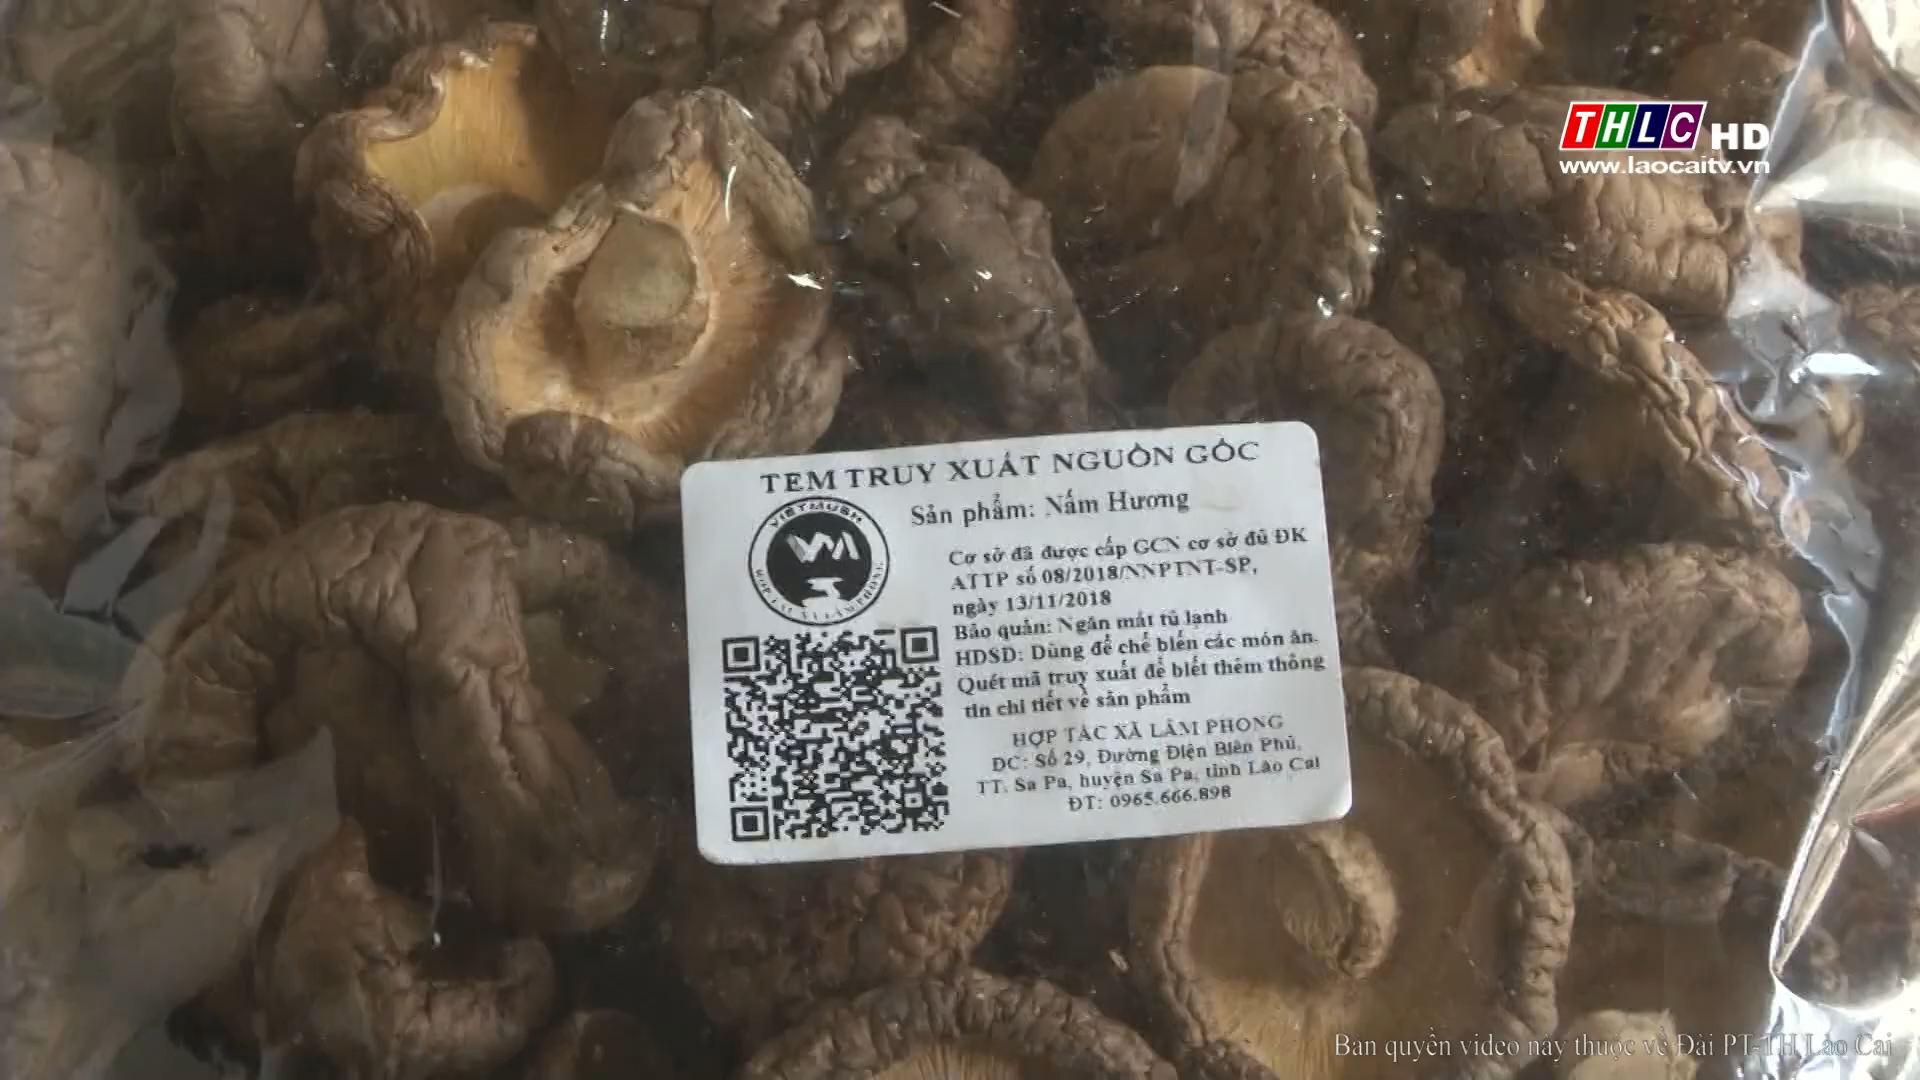 THLC HD
www.laocaitv.vn
TEM TRUY XUẤT NGUỒN GỐC
Sản phẩm: Nấm Hương
VIETMUSH
VM
Cơ sở đã được cấp GCN cơ sở đủ ĐK
ATTP số 08/2018/NNPTNT-SP,
ngày 13/11/2018
Bảo quản: Ngăn mát tủ lạnh
HDSD: Dùng để chế biến các món ăn.
Quét mã truy xuất để biết thêm thông
tin chi tiết về sản phẩm
HỢP TÁC XÃ LÂM PHONG
ĐC: Số 29, Đường Điện Biên Phủ,
TT. Sa Pa, huyện Sa Pa, tỉnh Lào Cai
ĐT: 0965.666.898
Bản quyền video này thuộc về Đài PT-TH Lào Cai